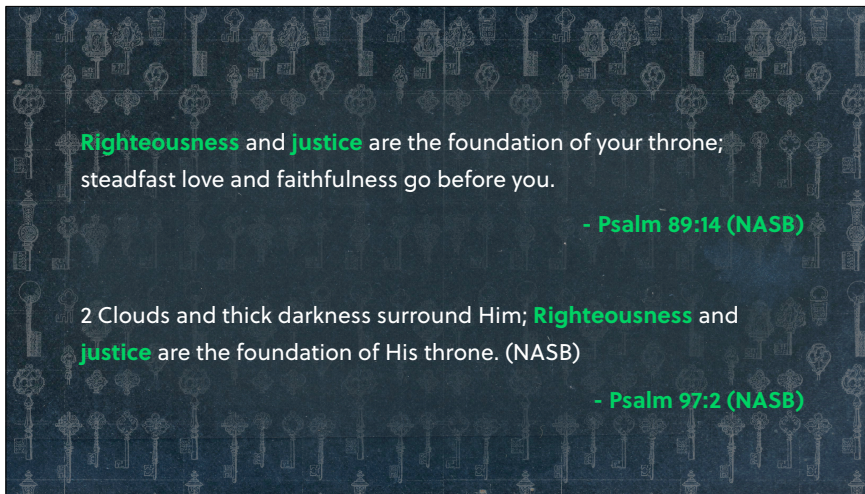 Righteousness and justice are the foundation of your throne;
steadfast love and faithfulness go before you.
- Psalm 89:14 (NASB)
2 Clouds and thick darkness surround Him; Righteousness and
justice are the foundation of His throne. (NASB)
- Psalm 97:2 (NASB)